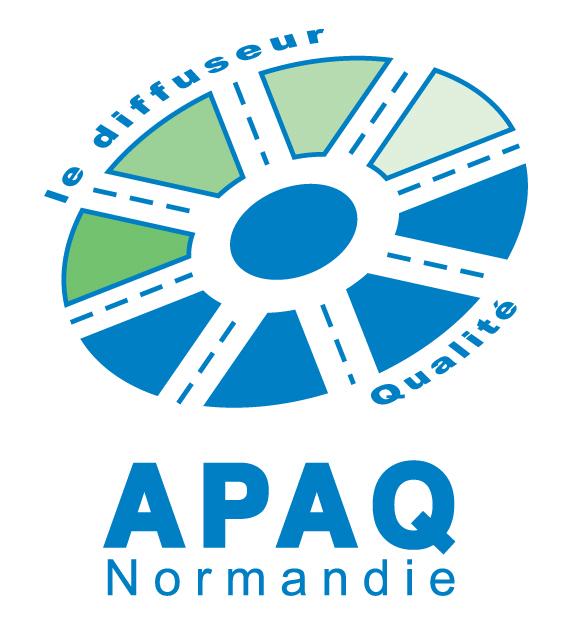 le diffuseur
Qualité
APAQ
Normandie